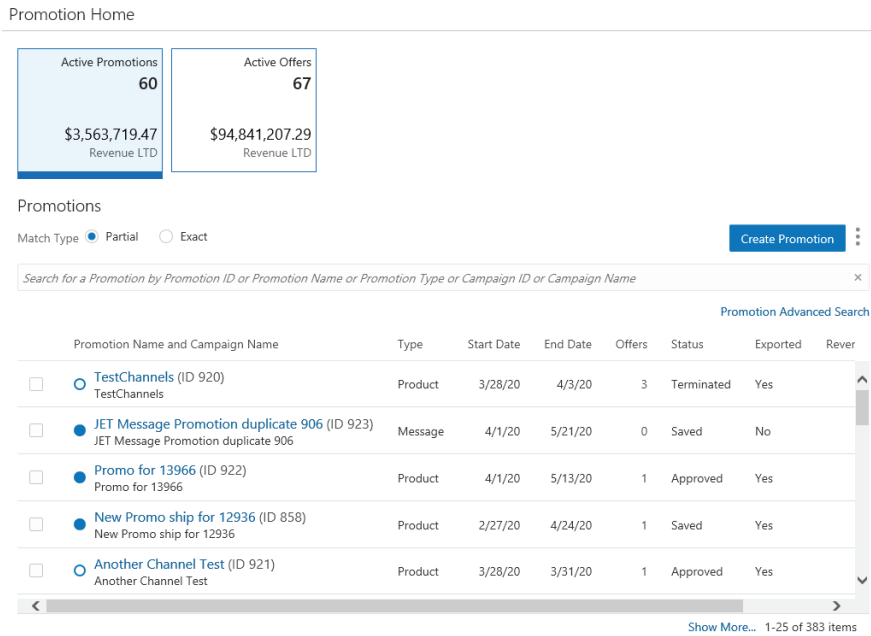 Promotion Home
Active Promotions
60
$3,563,719.47
Revenue LTD
Active Offers
67
$94,841,207.29
Revenue LTD
Promotions
Match Type Partial Exact
Create Promotion
Search for a Promotion by Promotion ID or Promotion Name or Promotion Type or Campaign ID or Campaign Name ×
Promotion Advanced Search
Promotion Name and Campaign Name Type Start Date End Date Offers Status Exported Rever
TestChannels (ID 920)
TestChannels
Product 3/28/20 4/3/20 3 Terminated Yes
JET Message Promotion duplicate 906 (ID 923)
JET Message Promotion duplicate 906
Message 4/1/20 5/21/20 0 Saved No
Promo for 13966 (ID 922)
Promo for 13966
Product 4/1/20 5/13/20 1 Approved Yes
New Promo ship for 12936 (ID 858)
New Promo ship for 12936
Product 2/27/20 4/24/20 1 Saved Yes
Another Channel Test (ID 921)
Another Channel Test
Product 3/28/20 3/31/20 1 Approved Yes
Show More... 1-25 of 383 items